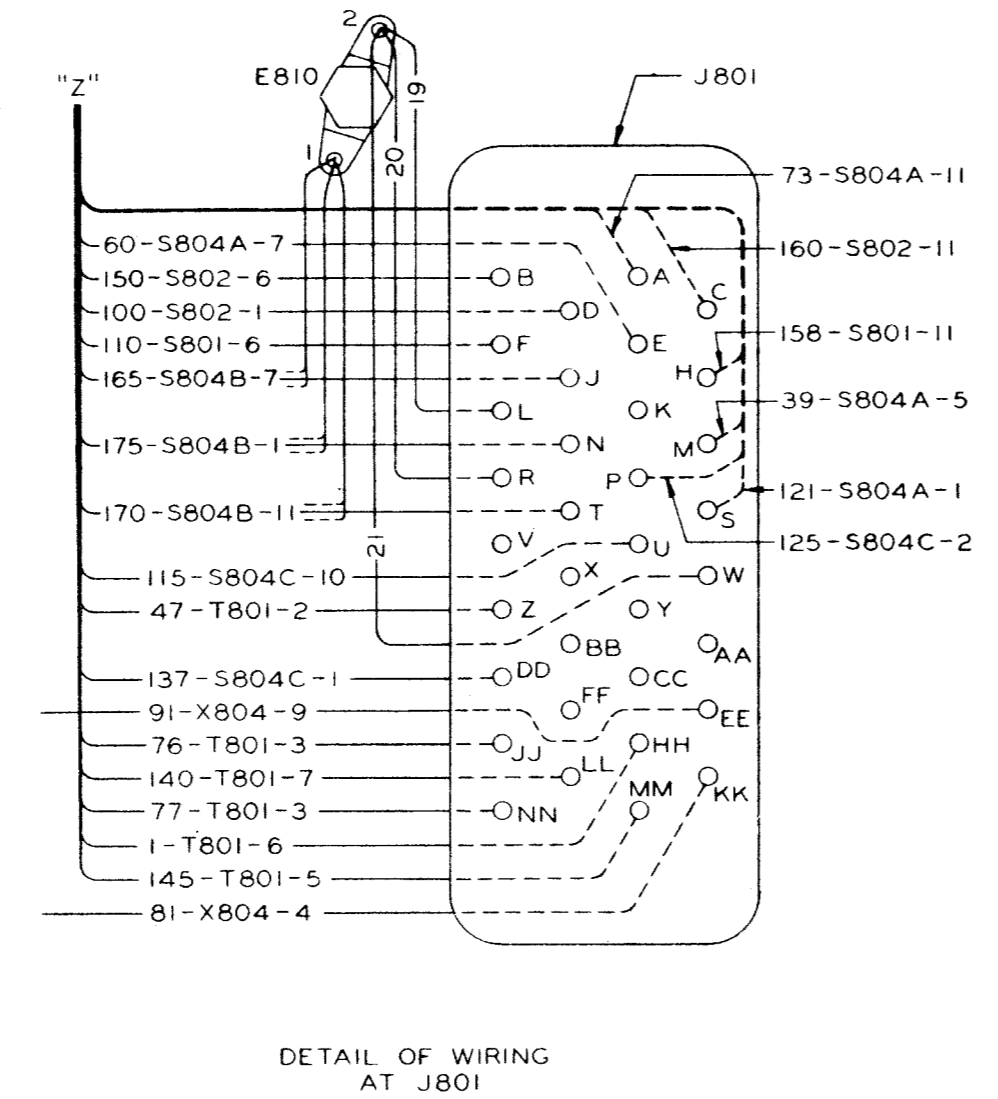 2
E810
"Z"
J801
19
1
20
73-S804A-11
60-S804A-7
160-S802-11
150-S802-6
B
A
C
100-S802-1
D
158-S801-11
110-S801-6
F
E
165-S804B-7
J
H
39-S804A-5
L
K
175-S804B-1
N
M
R
P
121-S804A-1
170-S804B-11
T
S
21
V
U
125-S804C-2
115-S804C-10
X
W
47-T801-2
Z
Y
BB
AA
137-S804C-1
DD
CC
91-X804-9
FF
EE
76-T801-3
JJ
HH
140-T801-7
LL
KK
77-T801-3
NN
MM
1-T801-6
145-T801-5
81-X804-4
DETAIL OF WIRING
AT J801